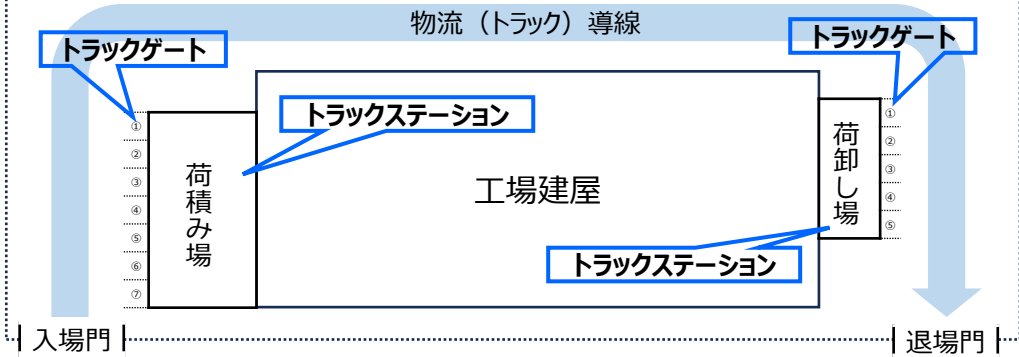 物流（トラック）導線
トラックゲート
トラックゲート
トラックステーション
①
②
③
④
⑤
⑥
⑦
荷積み場
工場建屋
荷卸し場
①
②
③
④
⑤
トラックステーション
入場門
退場門